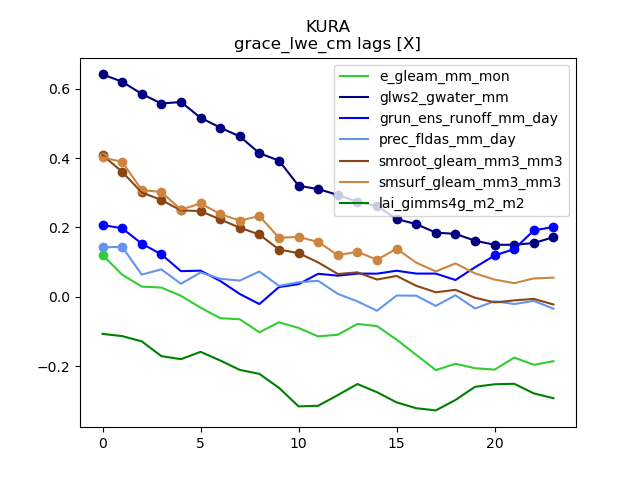 KURA
grace_lwe_cm lags [X]
e_gleam_mm_mon
glws2_gwater_mm
grun_ens_runoff_mm_day
prec_fldas_mm_day
smroot_gleam_mm3_mm3
smsurf_gleam_mm3_mm3
lai_gimms4g_m2_m2
0.6
0.4
0.2
0.0
−0.2
0 5 10 15 20